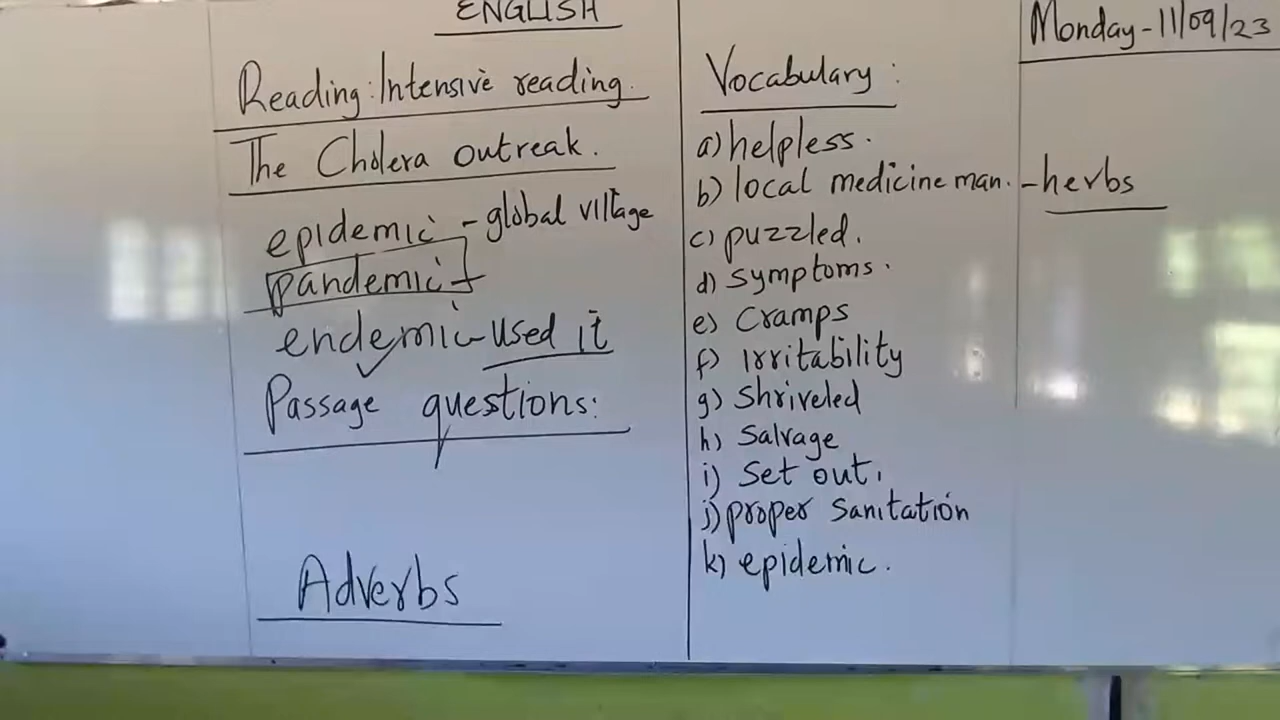 ENGLISH
Monday-11/09/23
Reading: Intensive reading.
The Cholera outreak.
epidemic - global village
pandemic
endemic - used it
Passage questions:
Adverbs
Vocabulary:
a) helpless.
b) local medicine man. - herbs
c) puzzled.
d) symptoms.
e) cramps
f) irritability
g) Shriveled
h) Salvage
i) Set out.
j) proper sanitation
k) epidemic.